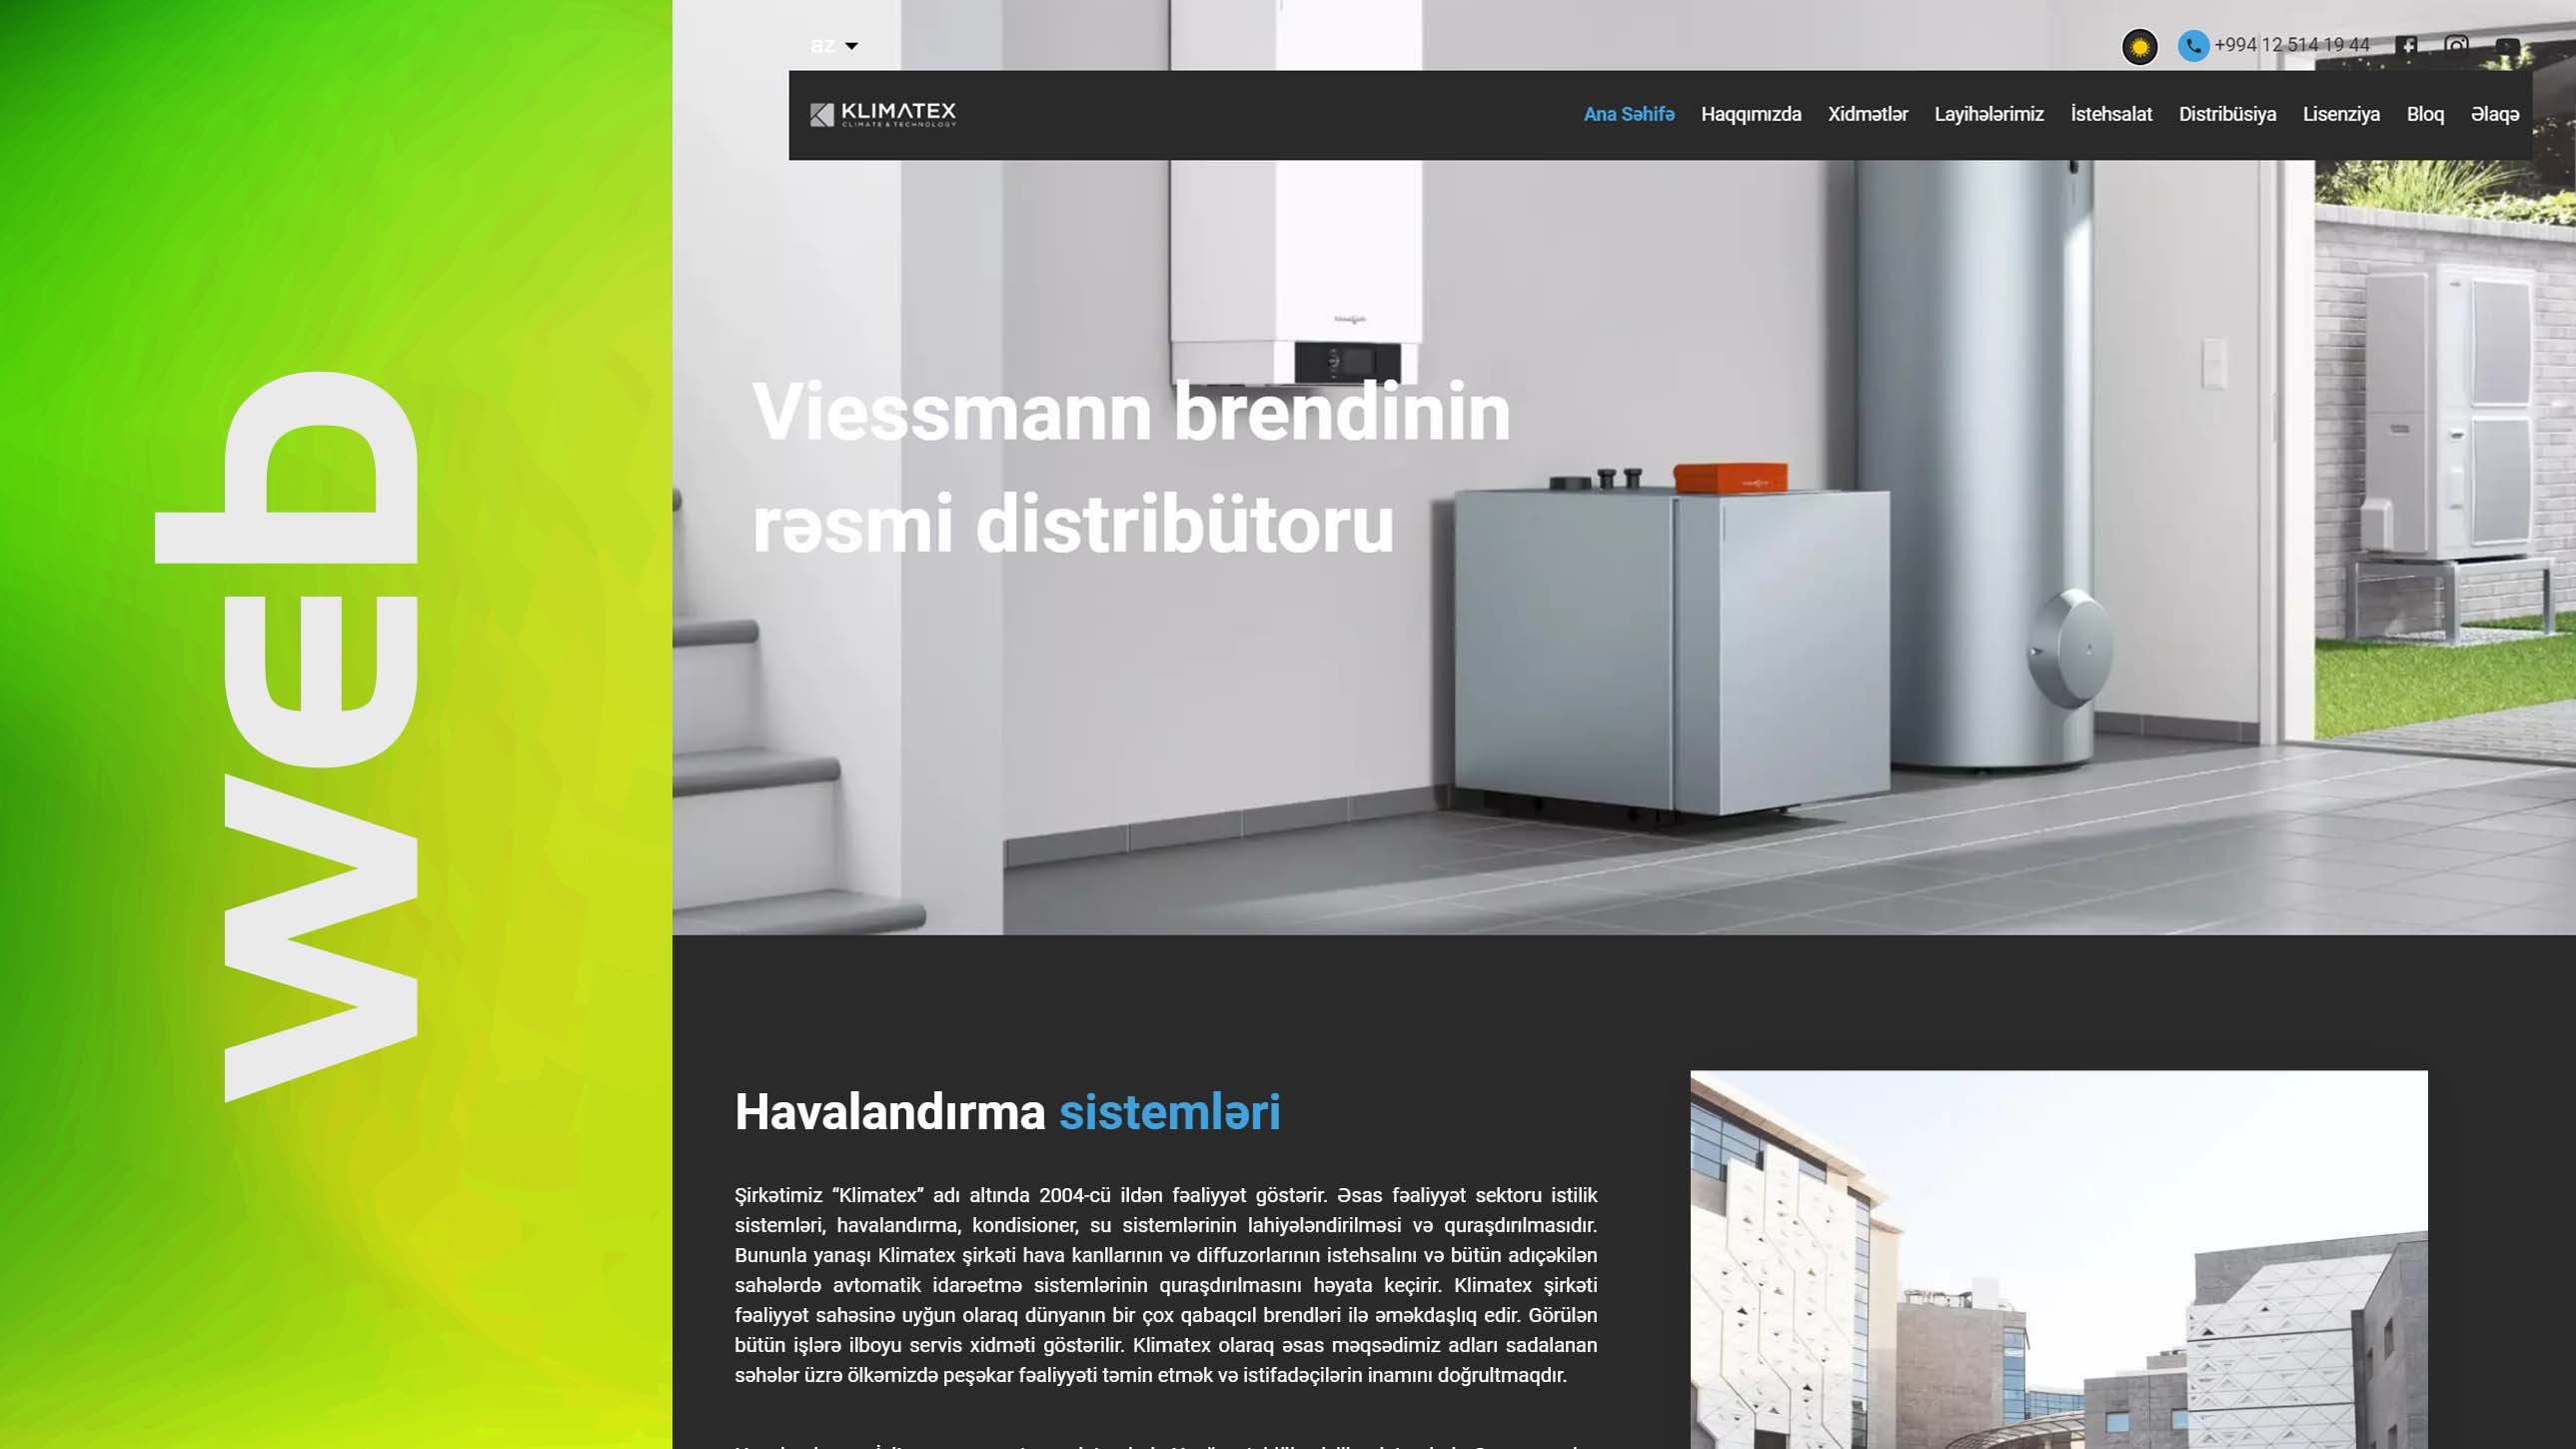 web
az
+994 12 514 19 44
KLIMATEX
CLIMATE & TECHNOLOGY
Ana Səhifə Haqqımızda Xidmətlər Layihələrimiz İstehsalat Distribüsiya Lisenziya Bloq Əlaqə
Viessmann brendinin
rəsmi distribütoru
Havalandırma sistemləri
Şirkətimiz “Klimatex” adı altında 2004-cü ildən fəaliyyət göstərir. Əsas fəaliyyət sektoru istilik
sistemləri, havalandırma, kondisioner, su sistemlərinin lahiyələndirilməsi və quraşdırılmasıdır.
Bununla yanaşı Klimatex şirkəti hava kanllarının və diffuzorlarının istehsalını və bütün adıçəkilən
sahələrdə avtomatik idarəetmə sistemlərinin quraşdırılmasını həyata keçirir. Klimatex şirkəti
fəaliyyət sahəsinə uyğun olaraq dünyanın bir çox qabaqcıl brendləri ilə əməkdaşlıq edir. Görülən
bütün işlərə ilboyu servis xidməti göstərilir. Klimatex olaraq əsas məqsədimiz adları sadalanan
səhələr üzrə ölkəmizdə peşəkar fəaliyyəti təmin etmək və istifadəçilərin inamını doğrultmaqdır.